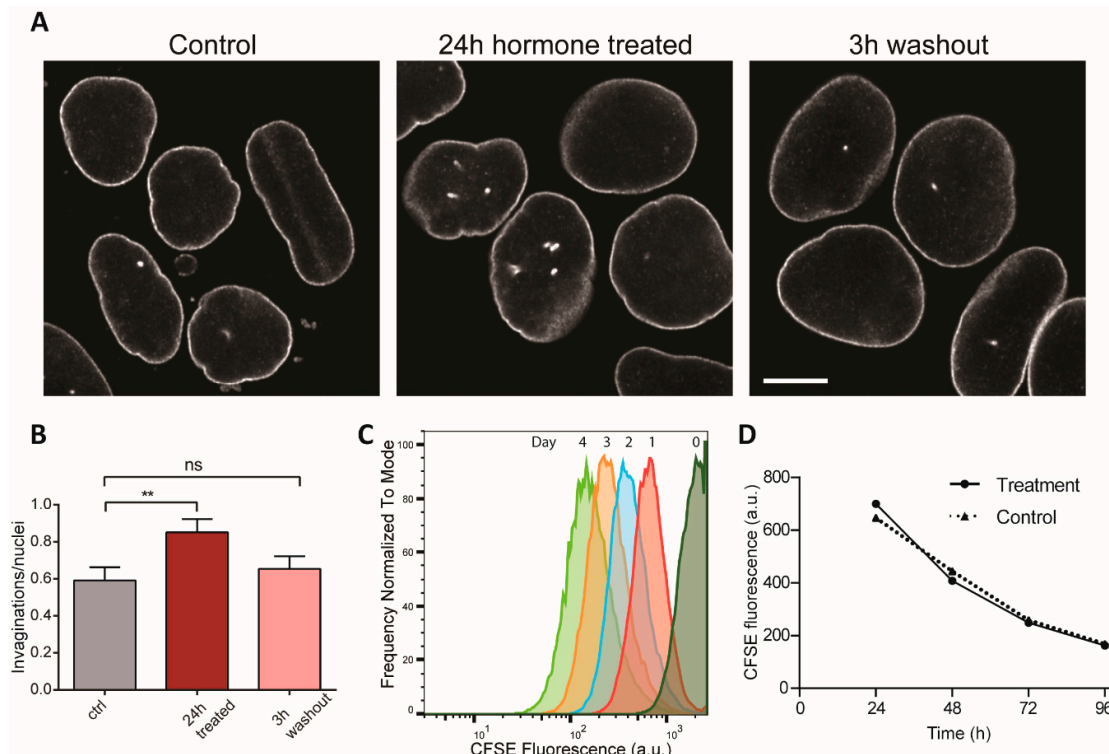 A
Control
24h hormone treated
3h washout
B
ns
**
1.0
0.8
0.6
0.4
0.2
0.0
Invaginations/nuclei
ctrl
24h treated
3h washout
C
Day 4 3 2 1 0
100
80
60
40
20
0
Frequency Normalized To Mode
10¹ 10² 10³
CFSE Fluorescence (a.u.)
D
800
600
400
200
0
CFSE fluorescence (a.u.)
Treatment
Control
0 24 48 72 96
Time (h)